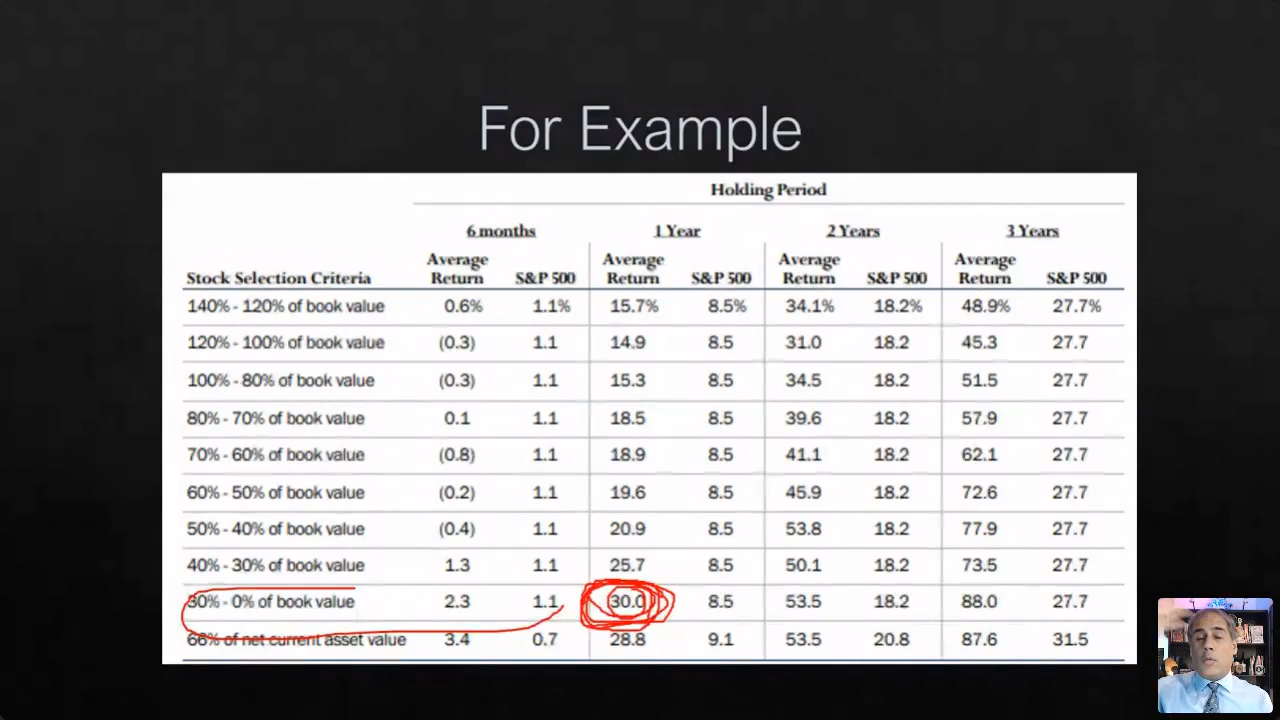 For Example
Holding Period
6 months 1 Year 2 Years 3 Years
Average Average Average Average
Stock Selection Criteria Return S&P 500 Return S&P 500 Return S&P 500 Return S&P 500
140% - 120% of book value 0.6% 1.1% 15.7% 8.5% 34.1% 18.2% 48.9% 27.7%
120% - 100% of book value (0.3) 1.1 14.9 8.5 31.0 18.2 45.3 27.7
100% - 80% of book value (0.3) 1.1 15.3 8.5 34.5 18.2 51.5 27.7
80% - 70% of book value 0.1 1.1 18.5 8.5 39.6 18.2 57.9 27.7
70% - 60% of book value (0.8) 1.1 18.9 8.5 41.1 18.2 62.1 27.7
60% - 50% of book value (0.2) 1.1 19.6 8.5 45.9 18.2 72.6 27.7
50% - 40% of book value (0.4) 1.1 20.9 8.5 53.8 18.2 77.9 27.7
40% - 30% of book value 1.3 1.1 25.7 8.5 50.1 18.2 73.5 27.7
30% - 0% of book value 2.3 1.1 30.0 8.5 53.5 18.2 88.0 27.7
66% of net current asset value 3.4 0.7 28.8 9.1 53.5 20.8 87.6 31.5